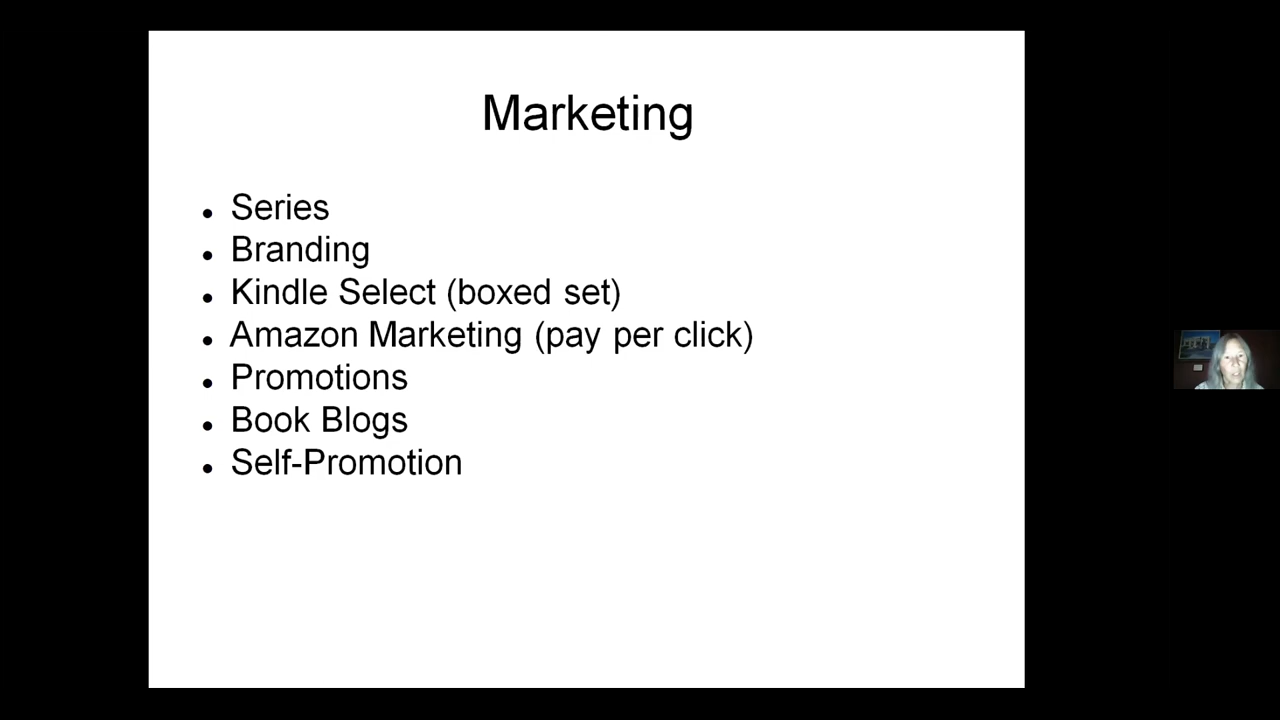 Marketing
• Series
• Branding
• Kindle Select (boxed set)
• Amazon Marketing (pay per click)
• Promotions
• Book Blogs
• Self-Promotion